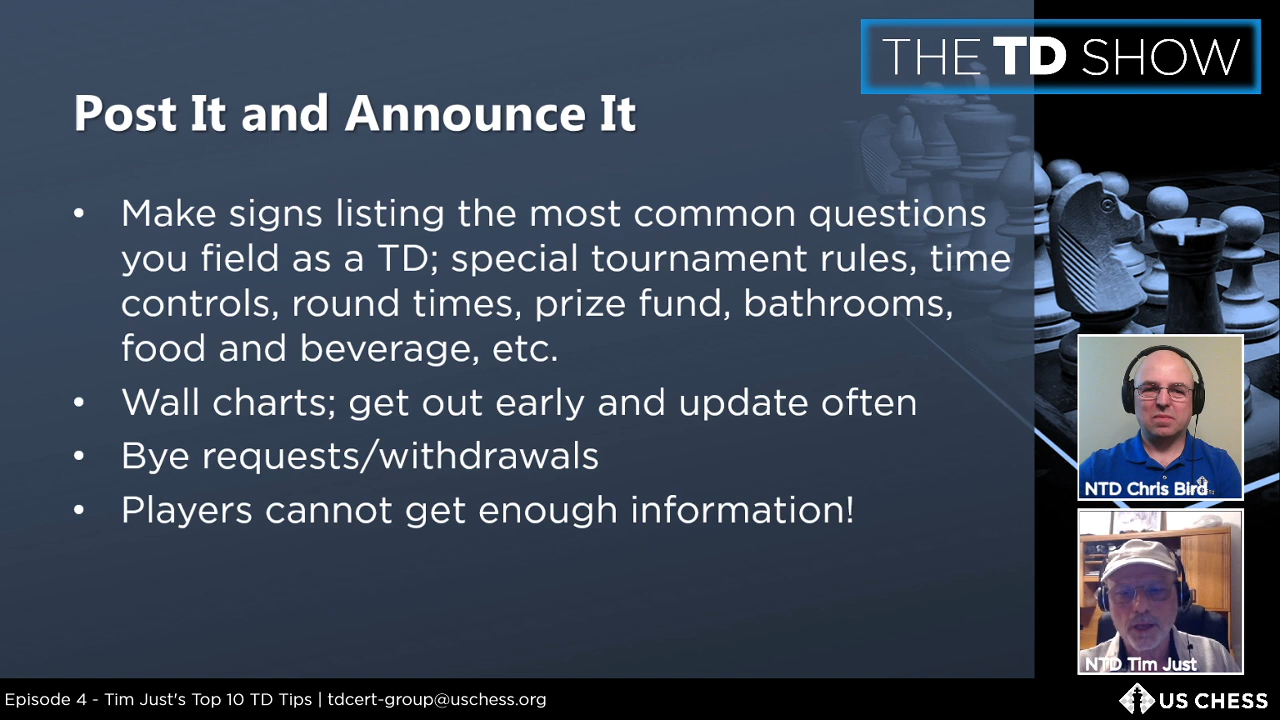 THE TD SHOW
Post It and Announce It
• Make signs listing the most common questions
you field as a TD; special tournament rules, time
controls, round times, prize fund, bathrooms,
food and beverage, etc.
• Wall charts; get out early and update often
• Bye requests/withdrawals
• Players cannot get enough information!
NTD Chris Bird
NTD Tim Just
Episode 4 - Tim Just's Top 10 TD Tips | tdcert-group@uschess.org
US CHESS